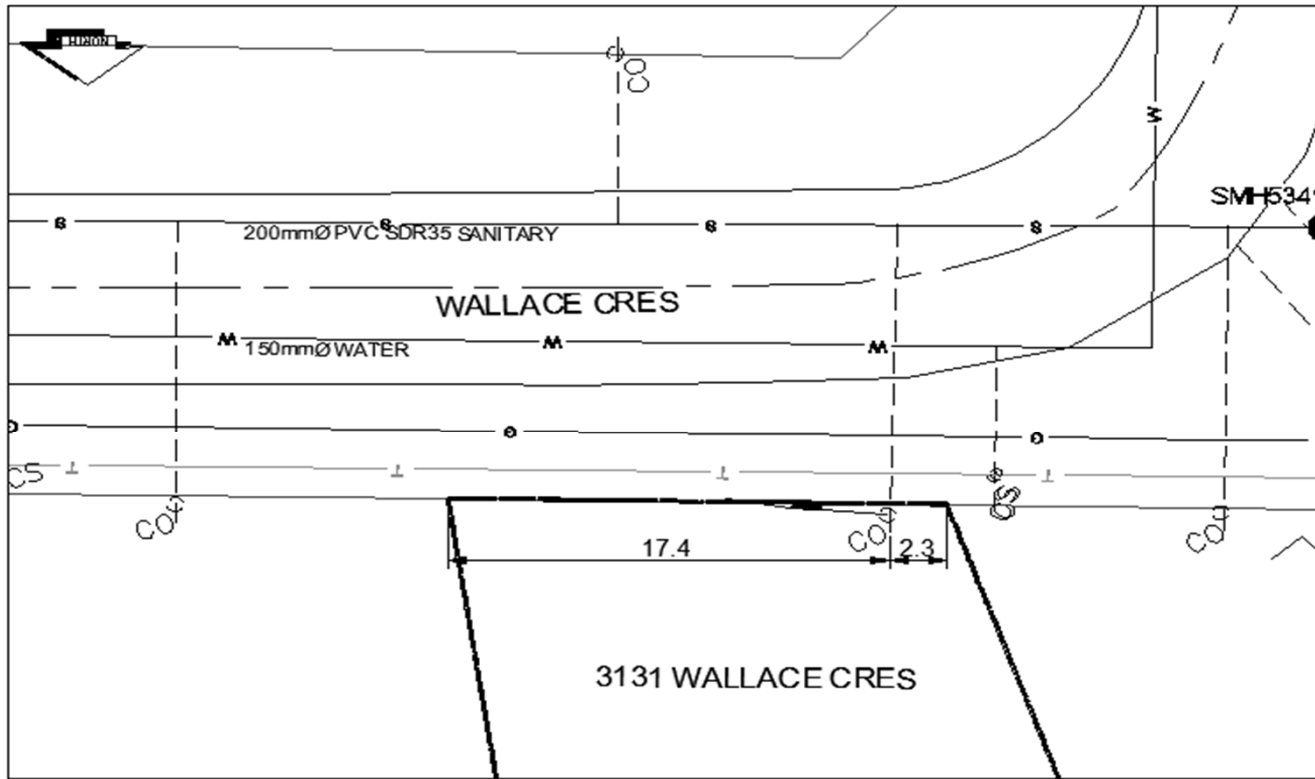 NORTH
CO
W
SMH534
S S S S
200mmØ PVC SDR35 SANITARY
WALLACE CRES
W W W
150mmØ WATER
G G G
CS
T T T T
CO
CO
CS
CO
17.4
2.3
3131 WALLACE CRES